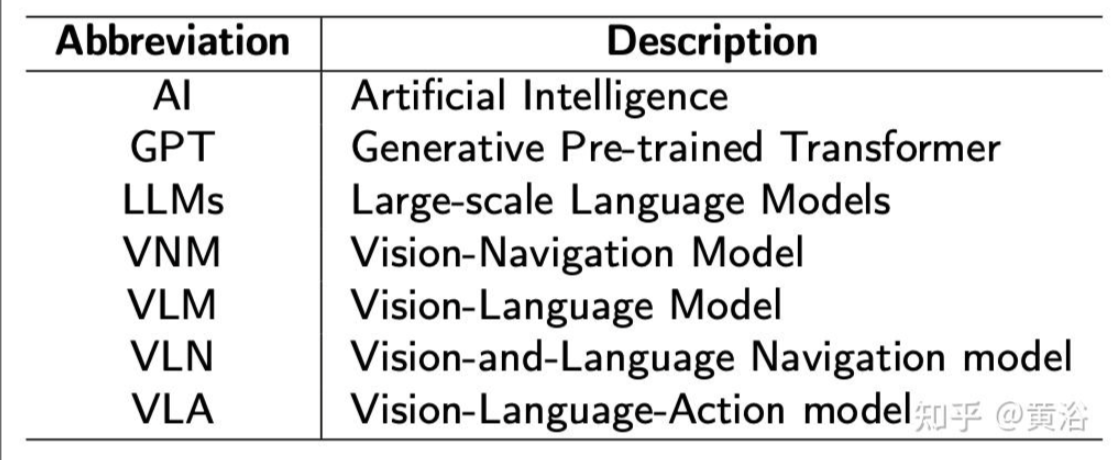 Abbreviation Description
AI Artificial Intelligence
GPT Generative Pre-trained Transformer
LLMs Large-scale Language Models
VNM Vision-Navigation Model
VLM Vision-Language Model
VLN Vision-and-Language Navigation model
VLA Vision-Language-Action model
知乎 @黄浴